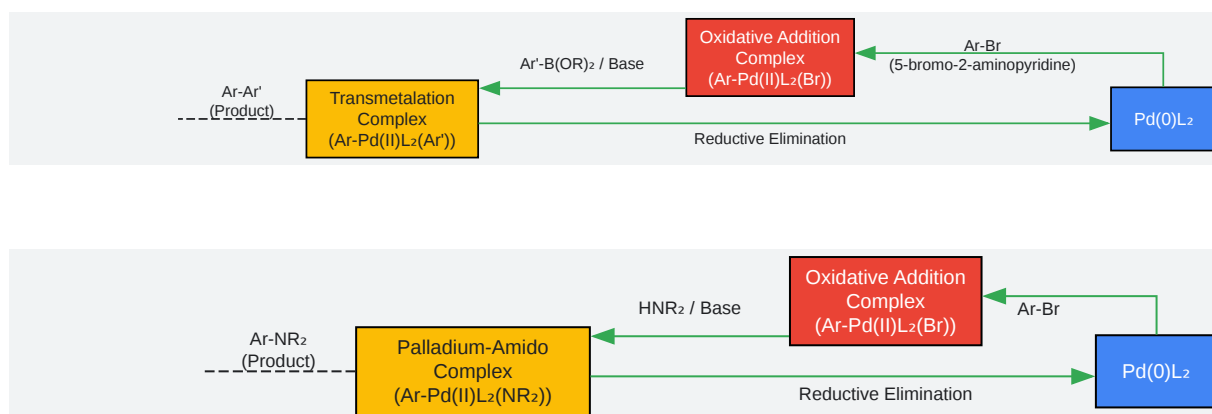 Oxidative Addition
Complex
(Ar-Pd(II)L₂(Br))
Ar-Br
(5-bromo-2-aminopyridine)
Ar'-B(OR)₂ / Base
Ar-Ar'
(Product)
Transmetalation
Complex
(Ar-Pd(II)L₂(Ar'))
Pd(0)L₂
Reductive Elimination
Oxidative Addition
Complex
(Ar-Pd(II)L₂(Br))
HNR₂ / Base
Ar-Br
Ar-NR₂
(Product)
Palladium-Amido
Complex
(Ar-Pd(II)L₂(NR₂))
Pd(0)L₂
Reductive Elimination